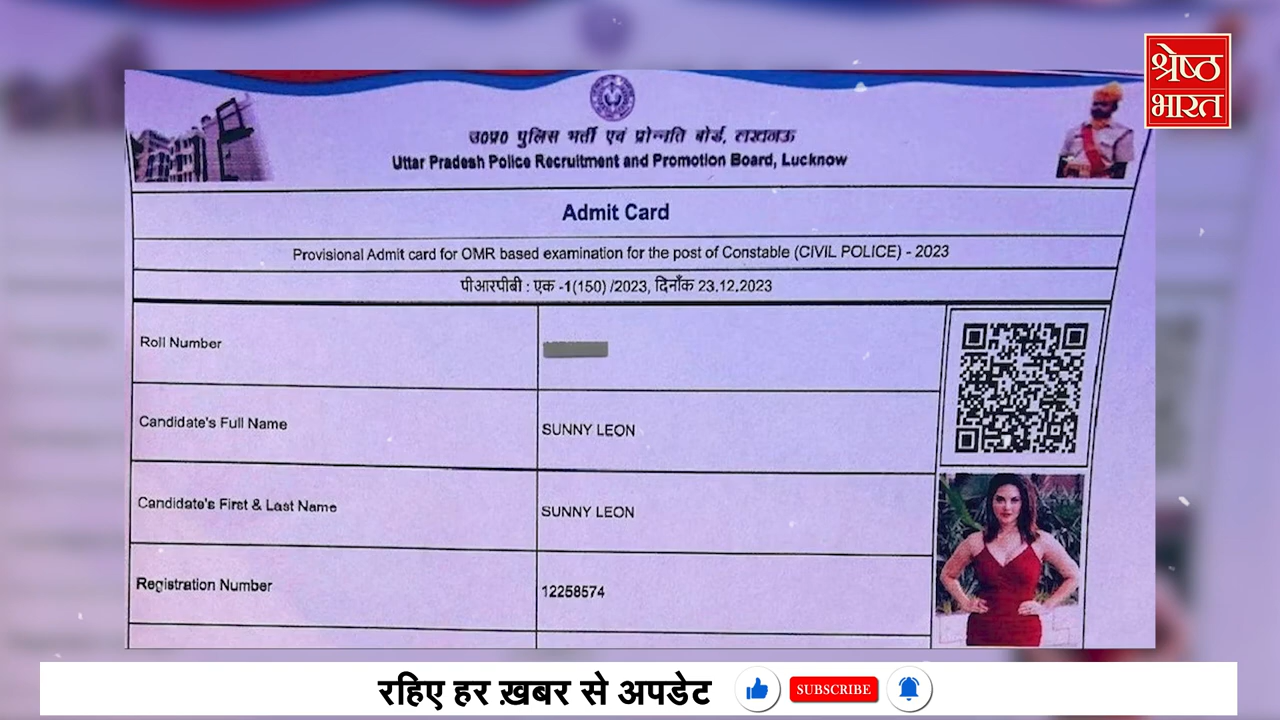 श्रेष्ठ
भारत
उ०प्र० पुलिस भर्ती एवं प्रोन्नति बोर्ड, लखनऊ
Uttar Pradesh Police Recruitment and Promotion Board, Lucknow
Admit Card
Provisional Admit card for OMR based examination for the post of Constable (CIVIL POLICE) - 2023
पीआरपीबी : एक -1(150) /2023, दिनाँक 23.12.2023
Roll Number
Candidate's Full Name SUNNY LEON
Candidate's First & Last Name SUNNY LEON
Registration Number 12258574
रहिए हर ख़बर से अपडेट SUBSCRIBE